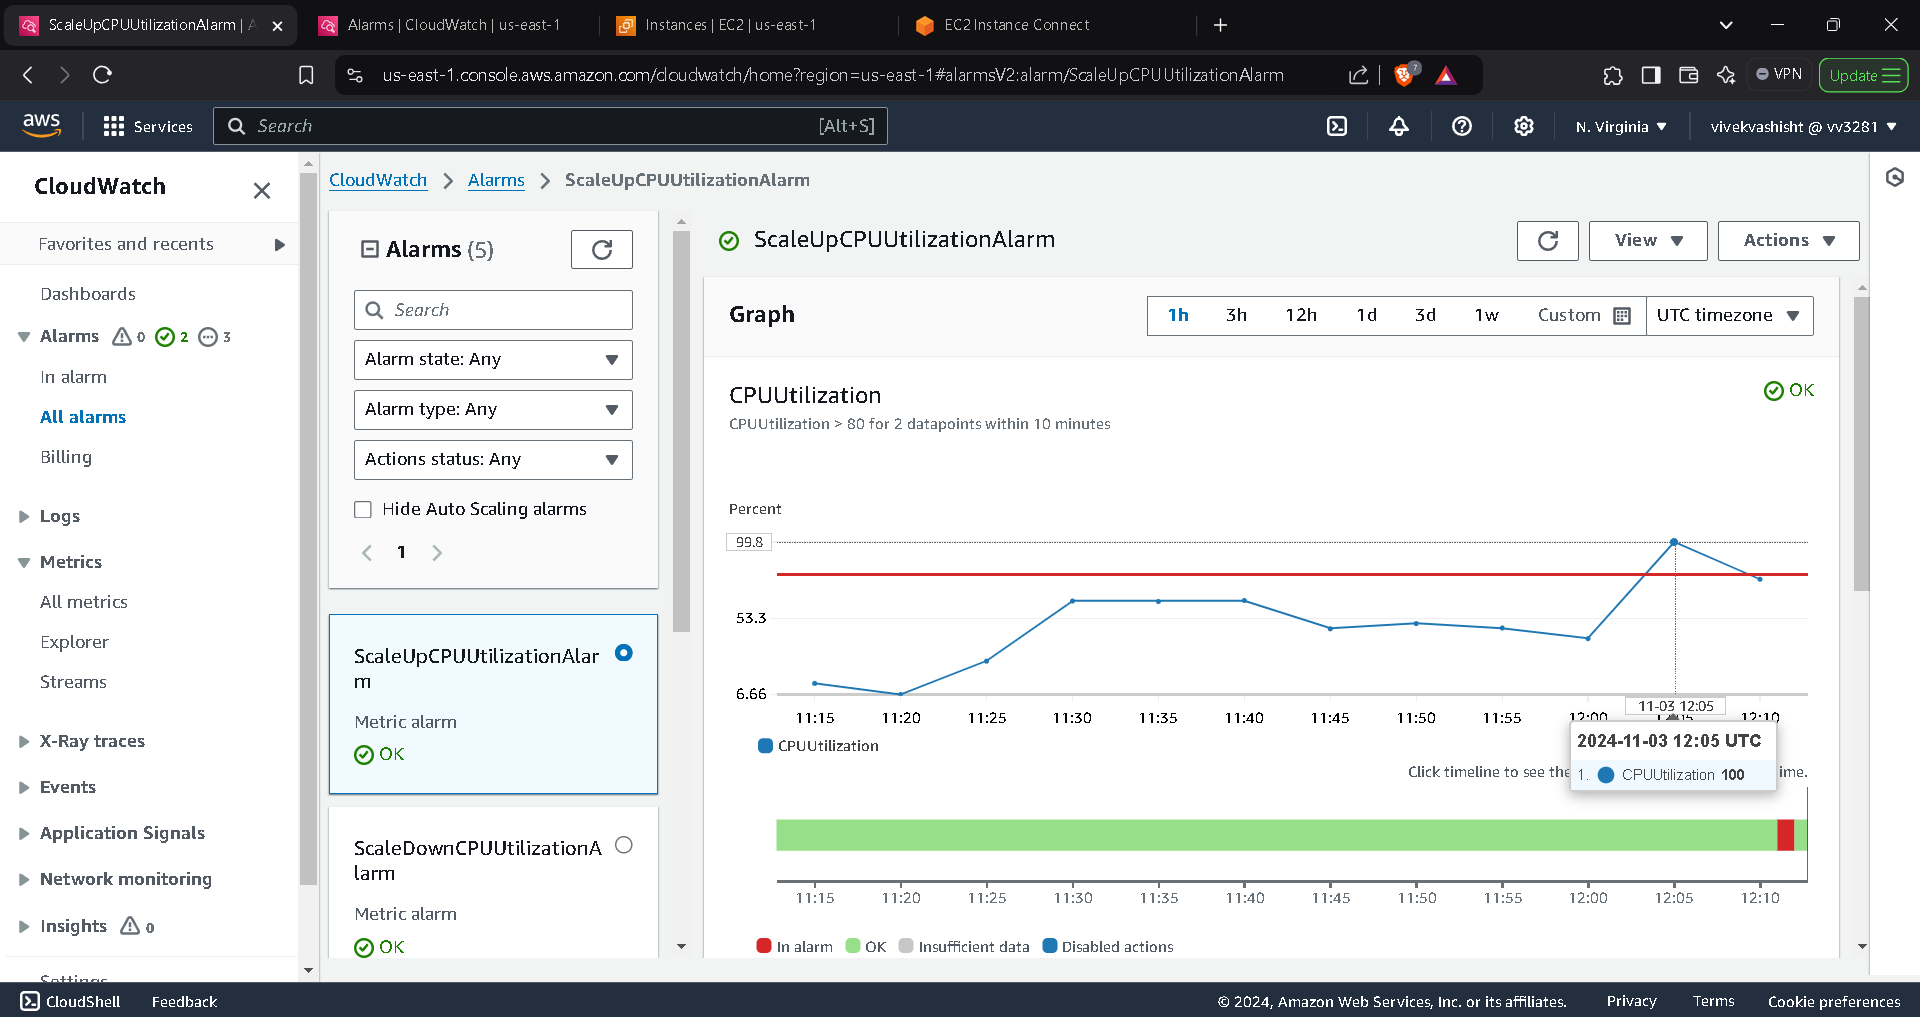 ScaleUpCPUUtilizationAlarm | A
Alarms | CloudWatch | us-east-1
Instances | EC2 | us-east-1
EC2 Instance Connect
us-east-1.console.aws.amazon.com/cloudwatch/home?region=us-east-1#alarmsV2:alarm/ScaleUpCPUUtilizationAlarm
7
VPN
Update
aws
Services
Search
[Alt+S]
N. Virginia
vivekvashisht @ vv3281
CloudWatch
Favorites and recents
Dashboards
Alarms 0 2 3
In alarm
All alarms
Billing
Logs
Metrics
All metrics
Explorer
Streams
X-Ray traces
Events
Application Signals
Network monitoring
Insights 0
Settings
CloudWatch > Alarms > ScaleUpCPUUtilizationAlarm
Alarms (5)
Search
Alarm state: Any
Alarm type: Any
Actions status: Any
Hide Auto Scaling alarms
1
ScaleUpCPUUtilizationAlar
m
Metric alarm
OK
ScaleDownCPUUtilizationA
larm
Metric alarm
OK
ScaleUpCPUUtilizationAlarm
View
Actions
Graph
1h 3h 12h 1d 3d 1w Custom UTC timezone
CPUUtilization
OK
CPUUtilization > 80 for 2 datapoints within 10 minutes
Percent
99.8
53.3
6.66
11-03 12:05
11:15 11:20 11:25 11:30 11:35 11:40 11:45 11:50 11:55 12:00 12:05 12:10
CPUUtilization
2024-11-03 12:05 UTC
1. CPUUtilization 100
Click timeline to see the ime.
11:15 11:20 11:25 11:30 11:35 11:40 11:45 11:50 11:55 12:00 12:05 12:10
In alarm OK Insufficient data Disabled actions
CloudShell
Feedback
© 2024, Amazon Web Services, Inc. or its affiliates.
Privacy
Terms
Cookie preferences